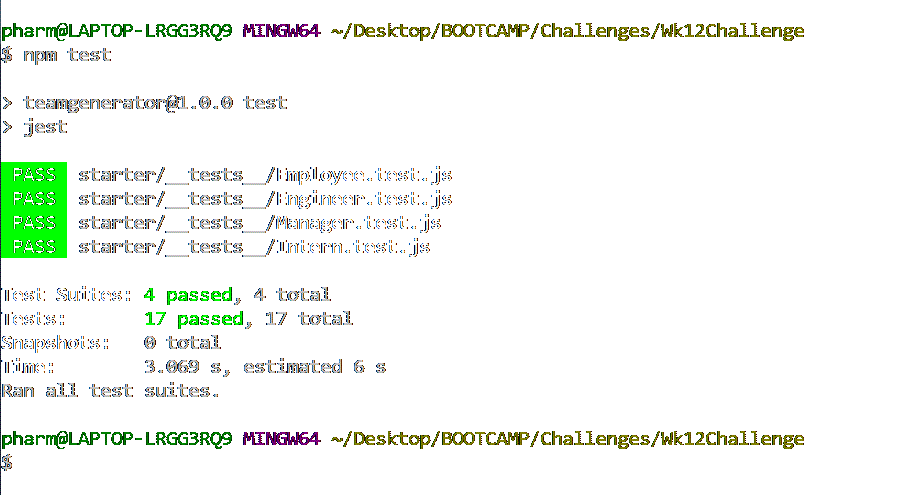 pharm@LAPTOP-LRGG3RQ9 MINGW64 ~/Desktop/BOOTCAMP/Challenges/Wk12Challenge
$ npm test
> teamgenerator@1.0.0 test
> jest
PASS starter/__tests__/Employee.test.js
PASS starter/__tests__/Engineer.test.js
PASS starter/__tests__/Manager.test.js
PASS starter/__tests__/Intern.test.js
Test Suites: 4 passed, 4 total
Tests: 17 passed, 17 total
Snapshots: 0 total
Time: 3.069 s, estimated 6 s
Ran all test suites.
pharm@LAPTOP-LRGG3RQ9 MINGW64 ~/Desktop/BOOTCAMP/Challenges/Wk12Challenge
$